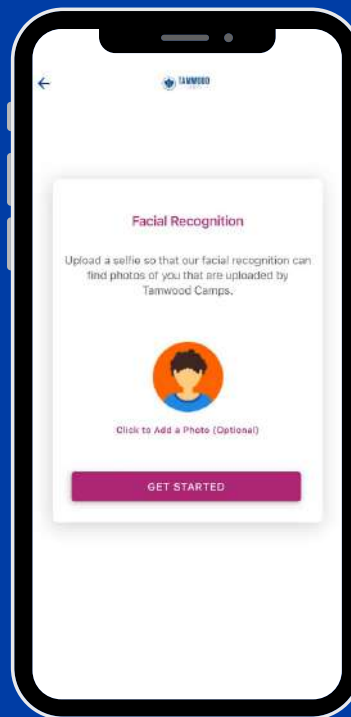 TAMWOOD
Facial Recognition
Upload a selfie so that our facial recognition can
find photos of you that are uploaded by
Tamwood Camps.
Click to Add a Photo (Optional)
GET STARTED